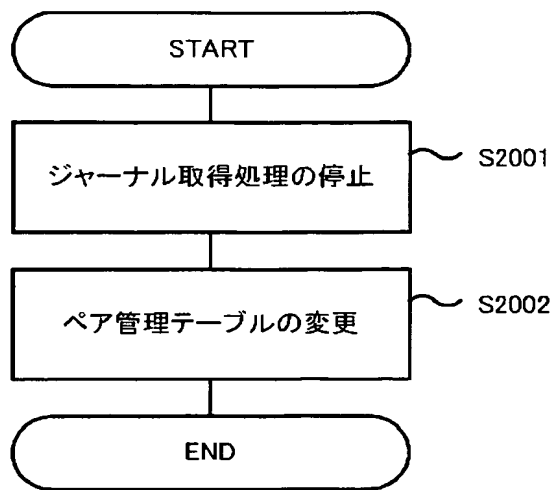 START
ジャーナル取得処理の停止
S2001
ペア管理テーブルの変更
S2002
END